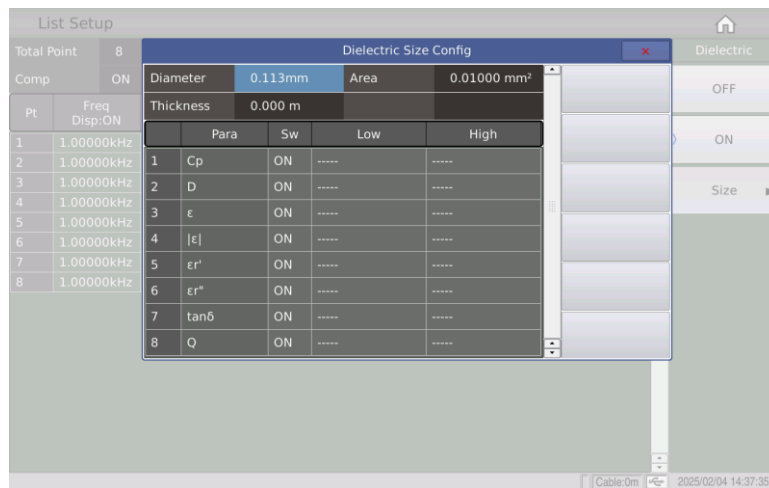 List Setup
Total Point 8
Comp ON
Pt Freq Disp:ON
1 1.00000kHz
2 1.00000kHz
3 1.00000kHz
4 1.00000kHz
5 1.00000kHz
6 1.00000kHz
7 1.00000kHz
8 1.00000kHz
Dielectric Size Config ×
Diameter 0.113mm Area 0.01000 mm²
Thickness 0.000 m
Para Sw Low High
1 Cp ON ----- -----
2 D ON ----- -----
3 ε ON ----- -----
4 |ε| ON ----- -----
5 εr' ON ----- -----
6 εr" ON ----- -----
7 tanδ ON ----- -----
8 Q ON ----- -----
Dielectric
OFF
ON
Size
Cable:0m 2025/02/04 14:37:35